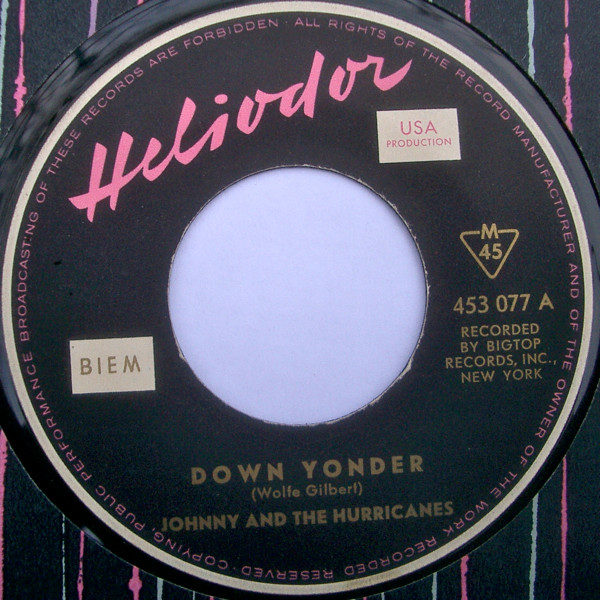 Heliodor
USA
PRODUCTION
M
45
453 077 A
RECORDED
BY BIGTOP
RECORDS, INC.,
NEW YORK
BIEM
DOWN YONDER
(Wolfe Gilbert)
JOHNNY AND THE HURRICANES
ALL RIGHTS OF THE RECORD MANUFACTURER AND OF THE OWNER OF THE WORK RECORDED RESERVED · COPYING PUBLIC PERFORMANCE BROADCASTING OF THESE RECORDS ARE FORBIDDEN ·